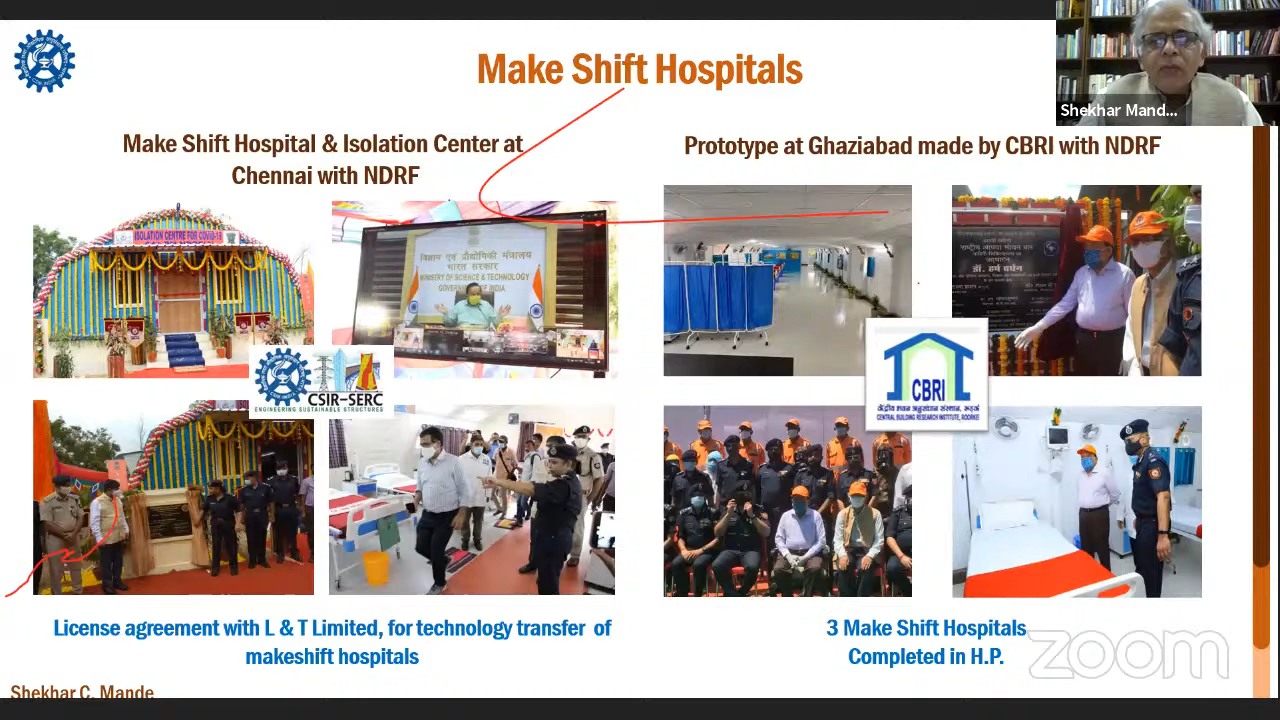 Make Shift Hospitals
Shekhar Mand...
Make Shift Hospital & Isolation Center at
Chennai with NDRF
Prototype at Ghaziabad made by CBRI with NDRF
ISOLATION CENTRE FOR COVID-19
विज्ञान एवं प्रौद्योगिकी मंत्रालय
भारत सरकार
MINISTRY OF SCIENCE & TECHNOLOGY
GOVERNMENT OF INDIA
डॉ. हर्ष वर्धन
CSIR-SERC
ENGINEERING SUSTAINABLE STRUCTURES
CBRI
केंद्रीय भवन अनुसंधान संस्थान, रूड़की
CENTRAL BUILDING RESEARCH INSTITUTE, ROORKEE
License agreement with L & T Limited, for technology transfer of
makeshift hospitals
3 Make Shift Hospitals
Completed in H.P.
zoom
Shekhar C. Mande